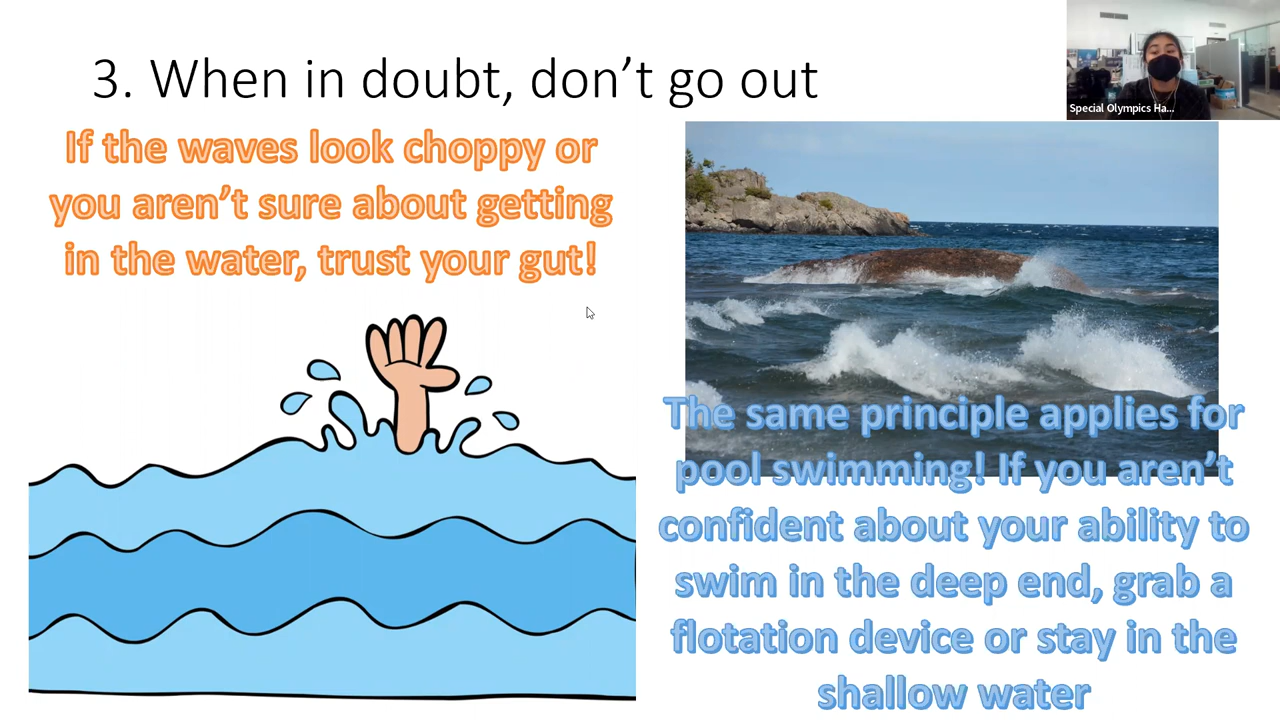 3. When in doubt, don’t go out
If the waves look choppy or
you aren’t sure about getting
in the water, trust your gut!
The same principle applies for
pool swimming! If you aren’t
confident about your ability to
swim in the deep end, grab a
flotation device or stay in the
shallow water
Special Olympics Ha...